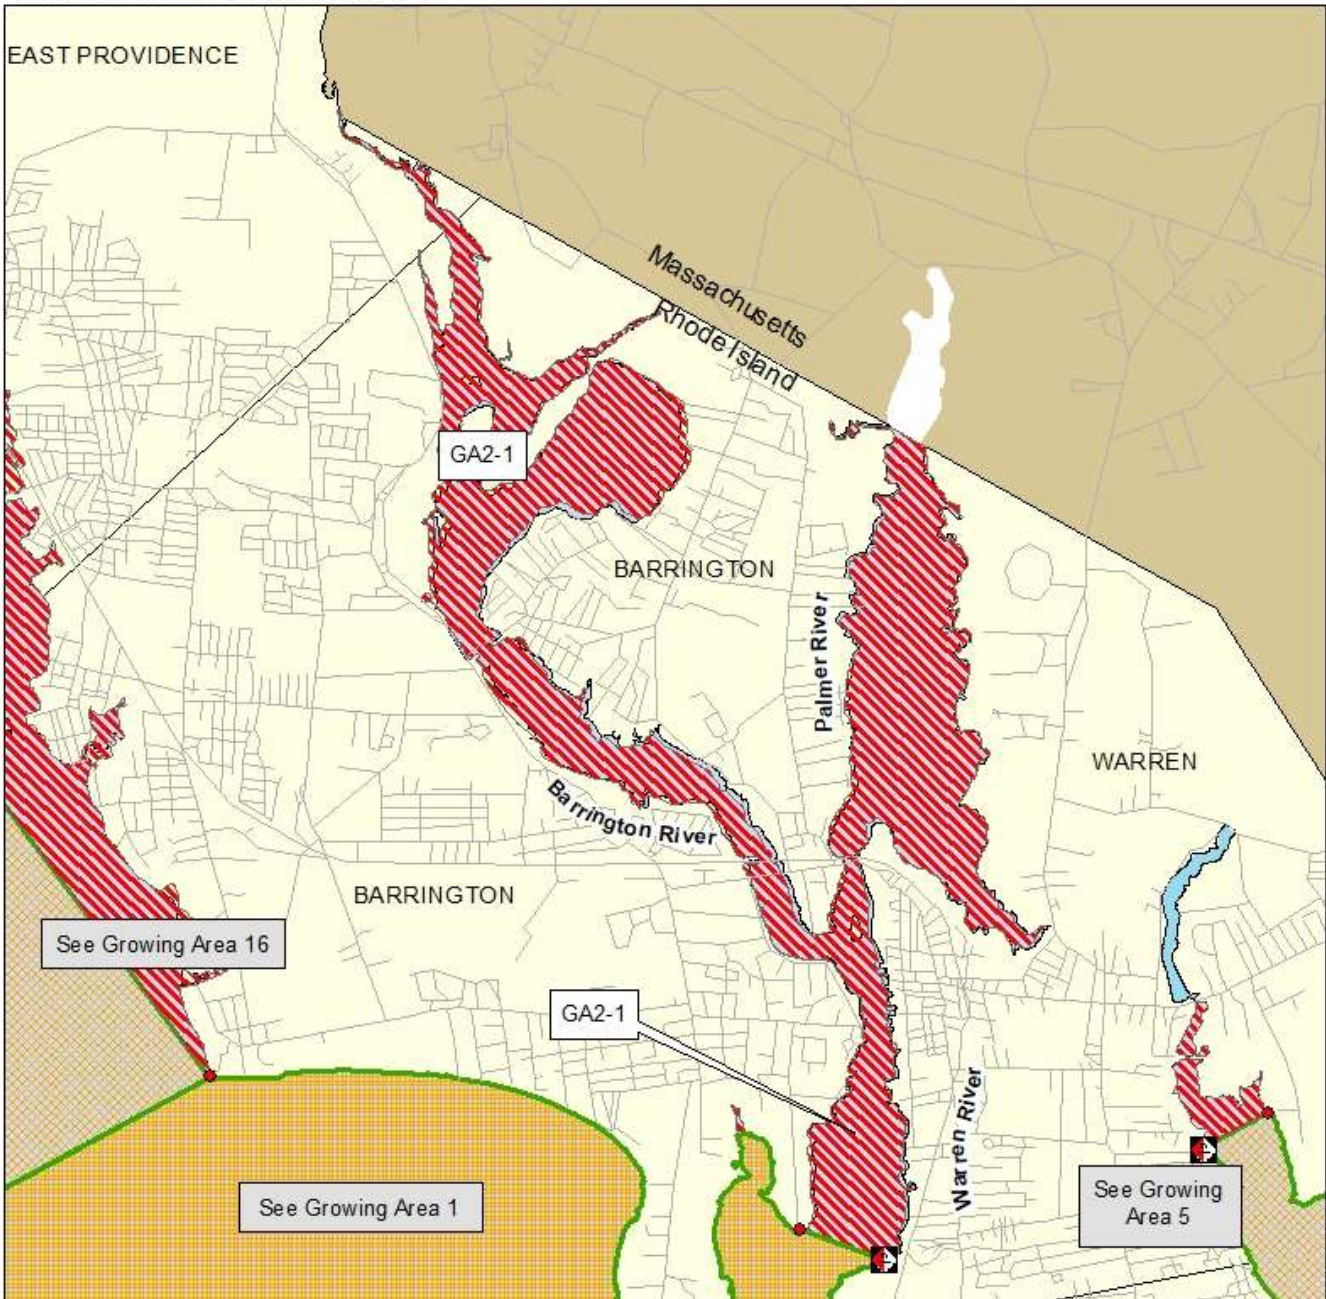 EAST PROVIDENCE
Massachusetts
Rhode Island
GA2-1
BARRINGTON
Palmer River
WARREN
Barrington River
BARRINGTON
See Growing Area 16
GA2-1
Warren River
See Growing Area 1
See Growing
Area 5